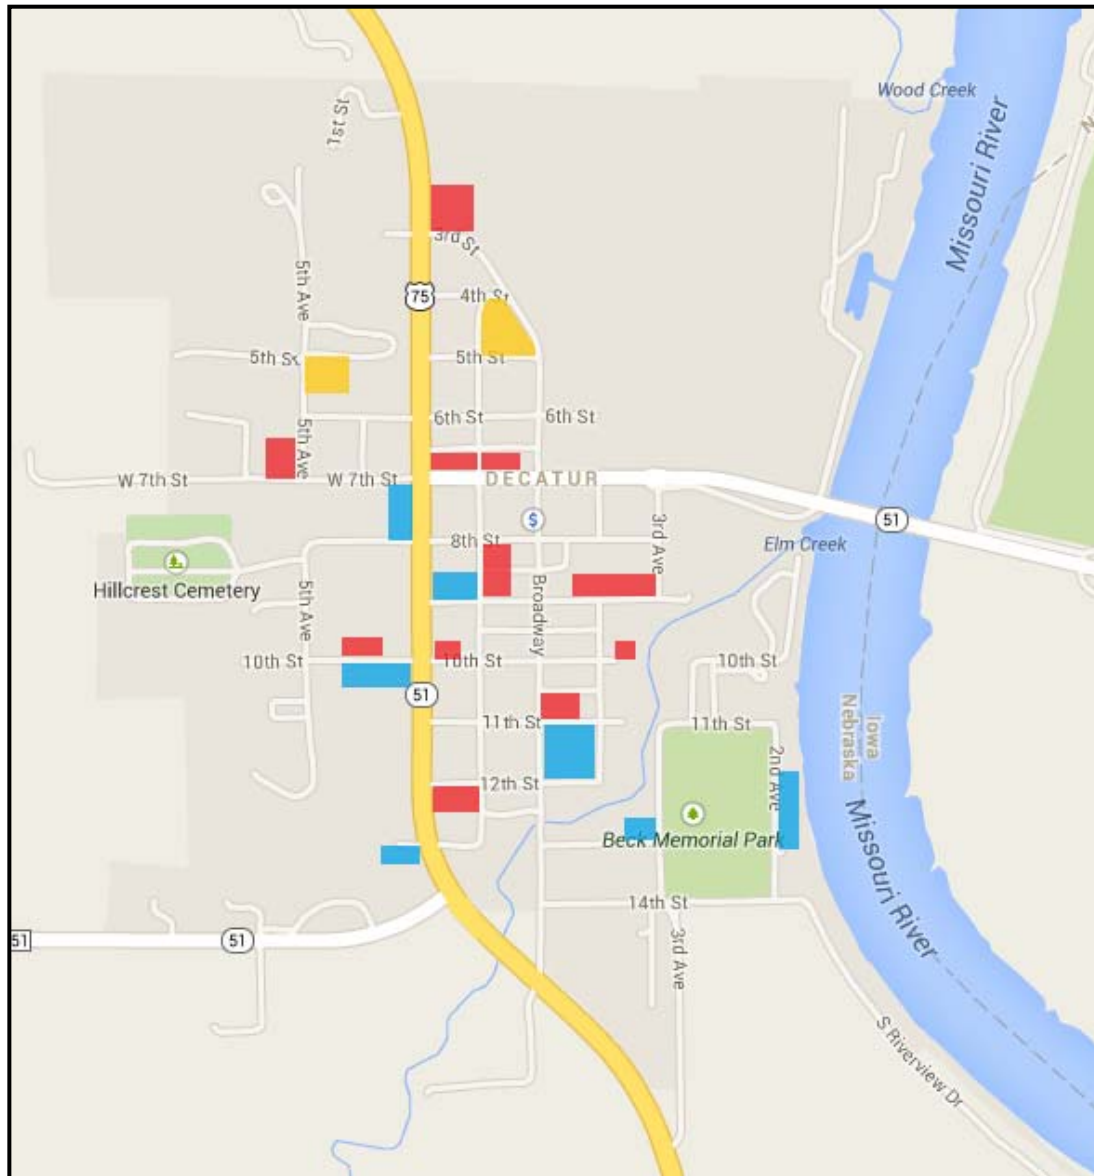 Wood Creek
1st St
Missouri River
N
3rd St
5th Ave
75
4th St
5th St
5th St
6th St
6th St
5th Ave
W 7th St
W 7th St
DECATUR
51
$
3rd Ave
8th St
Elm Creek
Hillcrest Cemetery
5th Ave
Broadway
10th St
10th St
10th St
51
11th St
11th St
Iowa
Nebraska
2nd Ave
12th St
Beck Memorial Park
Missouri River
14th St
51
51
3rd Ave
S Riverview Dr